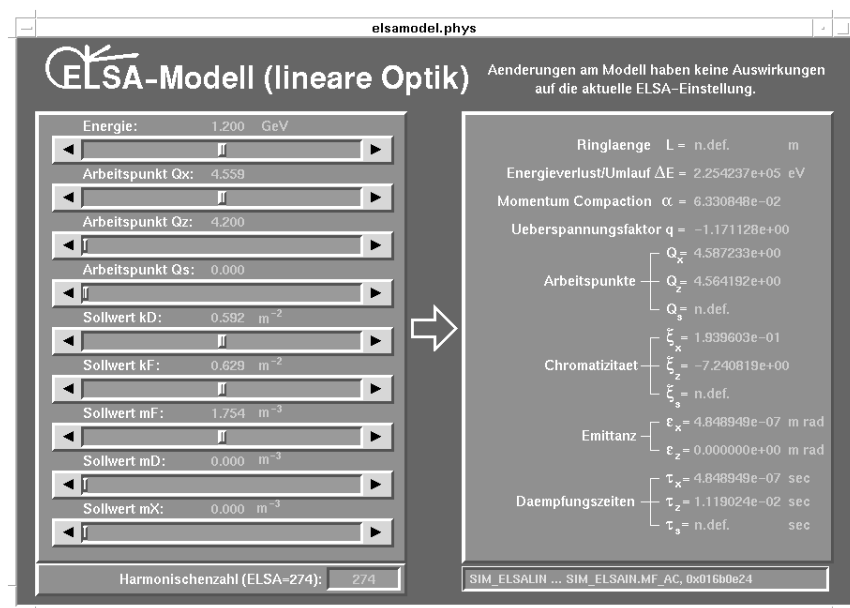 elsamodel.phys
ELSA-Modell (lineare Optik)
Aenderungen am Modell haben keine Auswirkungen
auf die aktuelle ELSA-Einstellung.
Energie: 1.200 GeV
Arbeitspunkt Qx: 4.559
Arbeitspunkt Qz: 4.200
Arbeitspunkt Qs: 0.000
Sollwert kD: 0.592 m⁻²
Sollwert kF: 0.629 m⁻²
Sollwert mF: 1.754 m⁻³
Sollwert mD: 0.000 m⁻³
Sollwert mX: 0.000 m⁻³
Harmonischenzahl (ELSA=274): 274
Ringlaenge L = n.def. m
Energieverlust/Umlauf ΔE = 2.254237e+05 eV
Momentum Compaction α = 6.330848e-02
Ueberspannungsfaktor q = -1.171128e+00
Qx = 4.587233e+00
Arbeitspunkte Qz = 4.564192e+00
Qs = n.def.
ξx = 1.939603e-01
Chromatizitaet ξz = -7.240819e+00
ξs = n.def.
εx = 4.848949e-07 m rad
Emittanz
εz = 0.000000e+00 m rad
τx = 4.848949e-07 sec
Daempfungszeiten τz = 1.119024e-02 sec
τs = n.def. sec
SIM_ELSALIN ... SIM_ELSAIN.MF_AC, 0x016b0e24